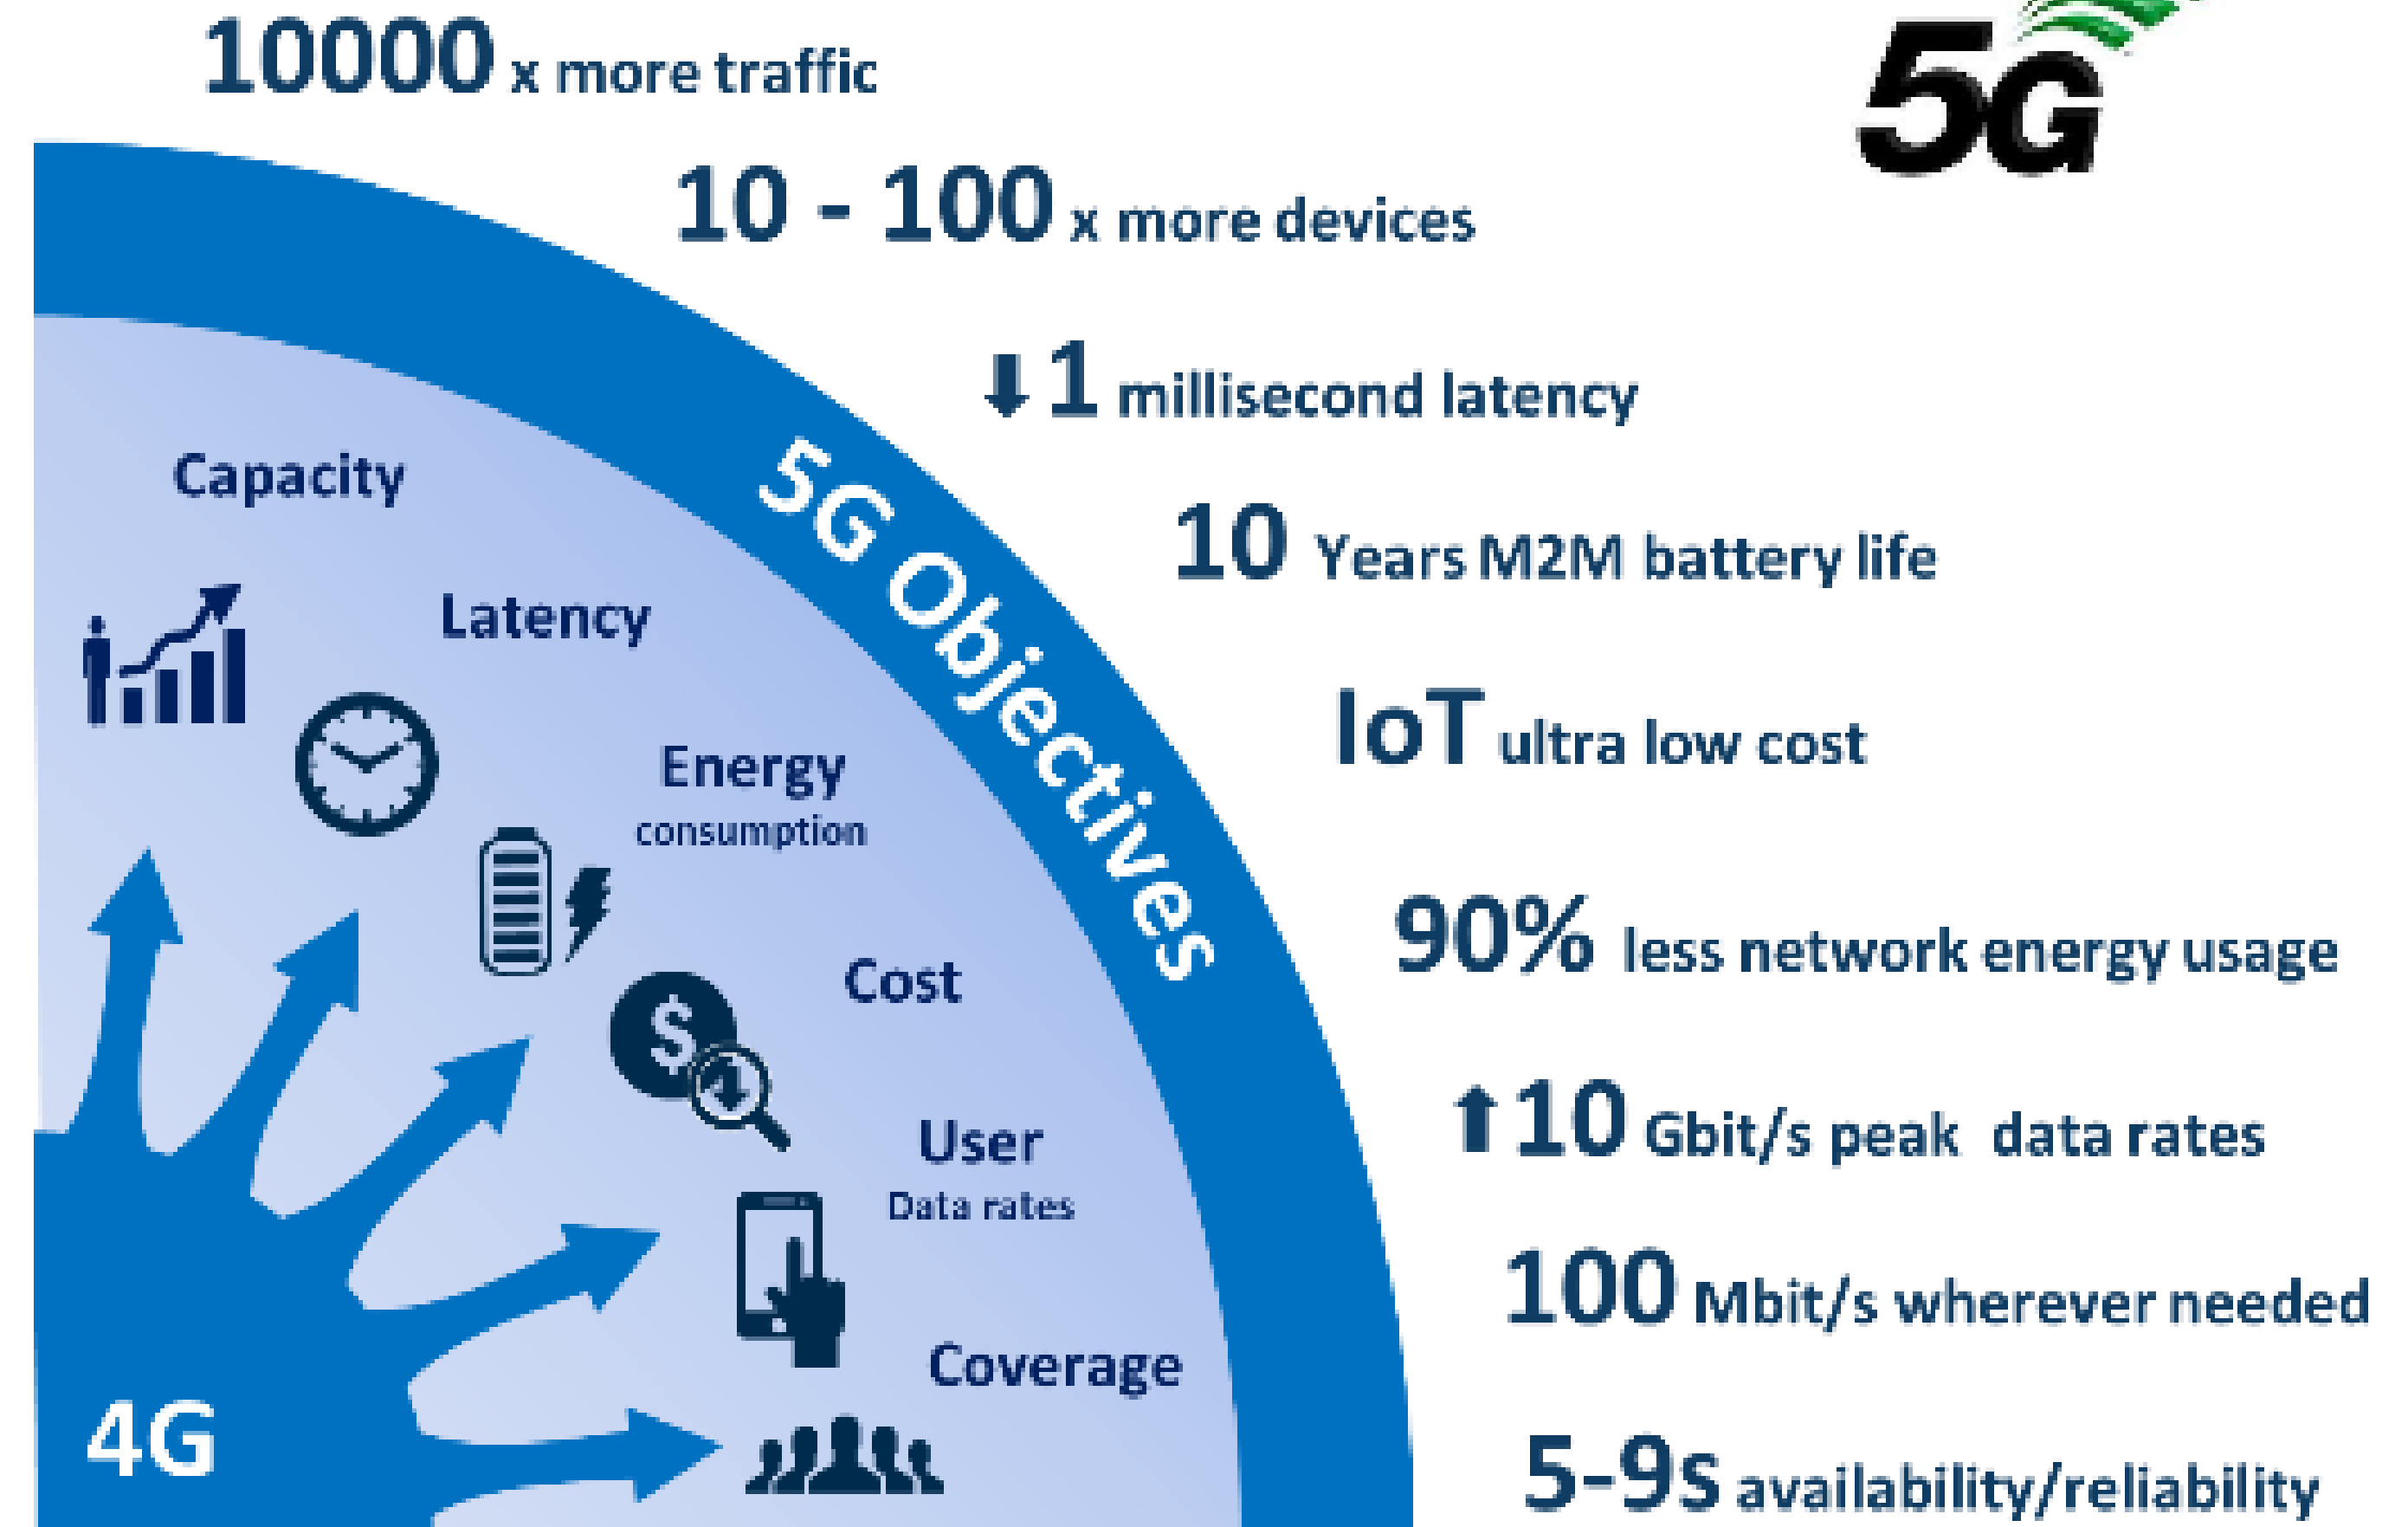 10000 x more traffic
5G
10 - 100 x more devices
⬇1 millisecond latency
10 Years M2M battery life
IoT ultra low cost
90% less network energy usage
⬆10 Gbit/s peak data rates
100 Mbit/s wherever needed
5-9s availability/reliability
5G Objectives
Capacity
Latency
Energy
consumption
Cost
$
User
Data rates
Coverage
4G